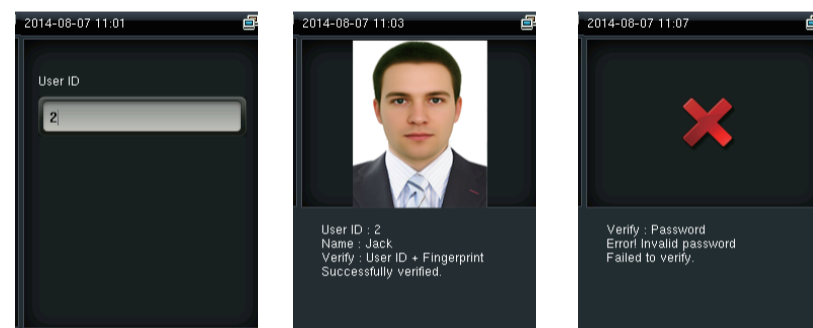 2014-08-07 11:01
User ID
2
2014-08-07 11:03
User ID : 2
Name : Jack
Verify : User ID + Fingerprint
Successfully verified.
2014-08-07 11:07
Verify : Password
Error! Invalid password
Failed to verify.